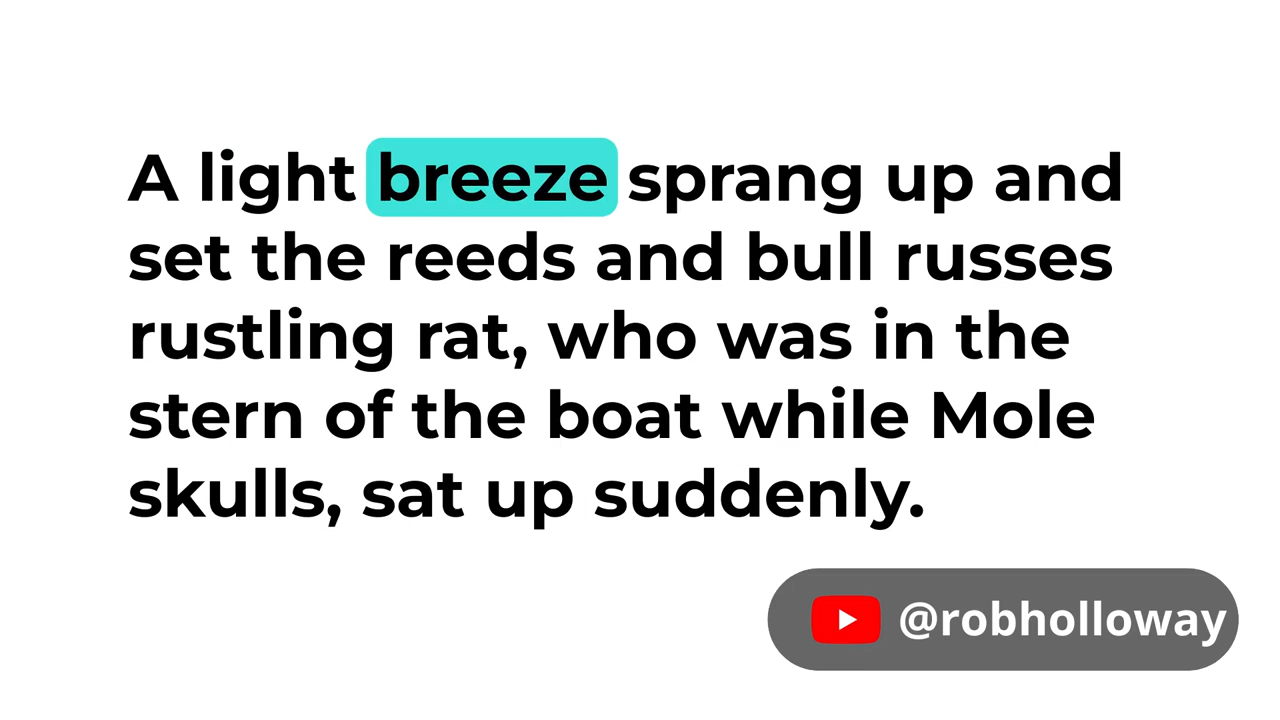 A light breeze sprang up and
set the reeds and bull russes
rustling rat, who was in the
stern of the boat while Mole
skulls, sat up suddenly.
@robholloway